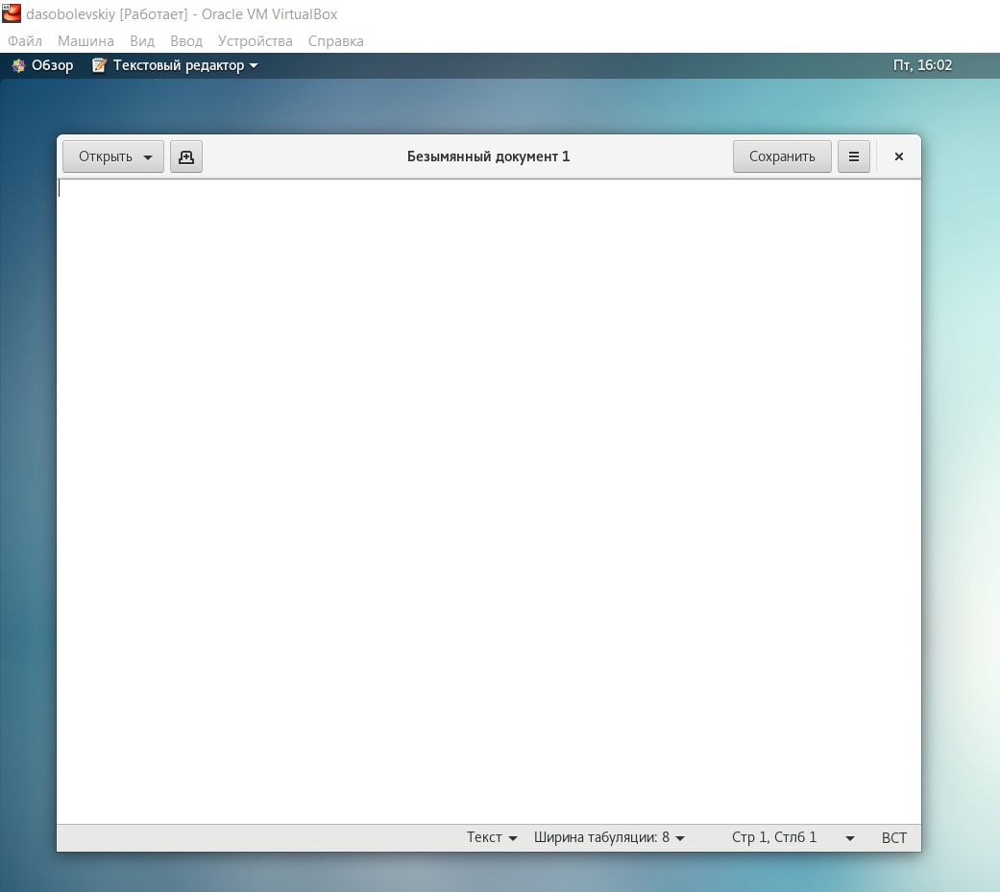 dasobolevskiy [Работает] - Oracle VM VirtualBox
Файл Машина Вид Ввод Устройства Справка
Обзор Текстовый редактор Пт, 16:02
Открыть Безымянный документ 1 Сохранить
Текст Ширина табуляции: 8 Стр 1, Стлб 1 ВСТ